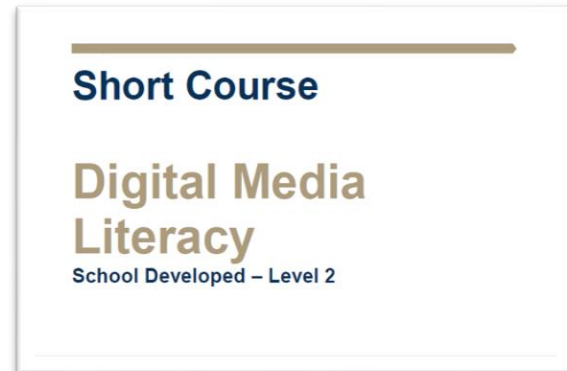 Short Course
Digital Media
Literacy
School Developed – Level 2